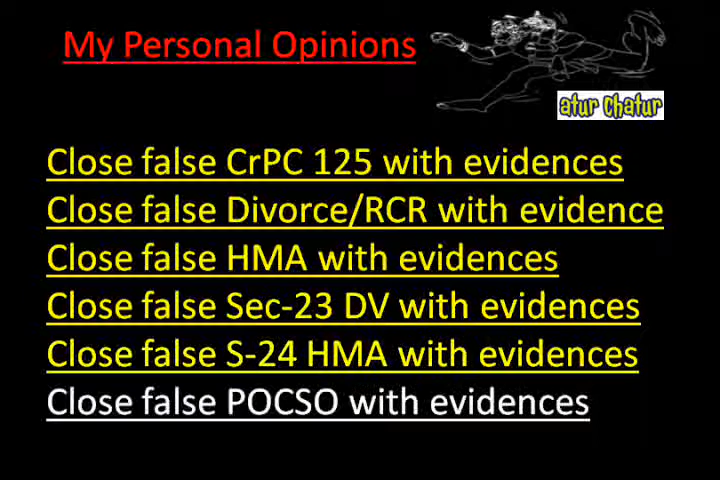 My Personal Opinions
atur chatur
Close false CrPC 125 with evidences
Close false Divorce/RCR with evidence
Close false HMA with evidences
Close false Sec-23 DV with evidences
Close false S-24 HMA with evidences
Close false POCSO with evidences